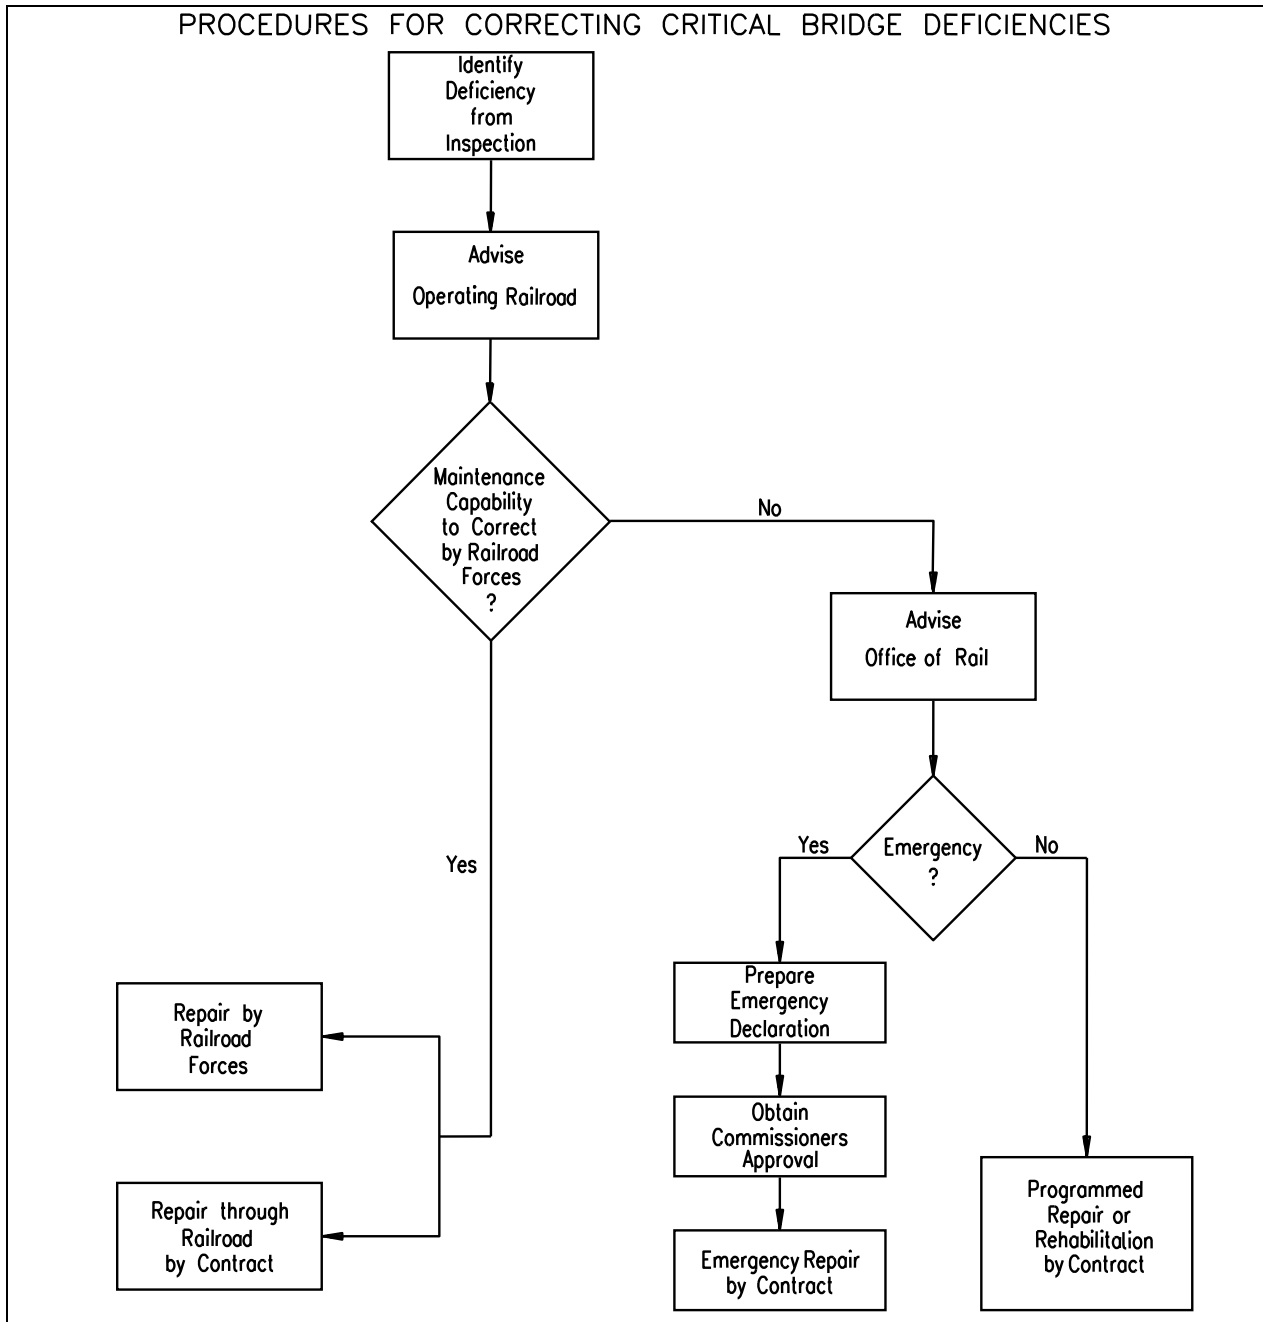 PROCEDURES FOR CORRECTING CRITICAL BRIDGE DEFICIENCIES
Identify
Deficiency
from
Inspection
Advise
Operating Railroad
Maintenance
Capability
to Correct
by Railroad
Forces
?
No
Advise
Office of Rail
Yes
Emergency
?
No
Yes
Prepare
Emergency
Declaration
Repair by
Railroad
Forces
Obtain
Commissioners
Approval
Repair through
Railroad
by Contract
Emergency Repair
by Contract
Programmed
Repair or
Rehabilitalion
by Contract